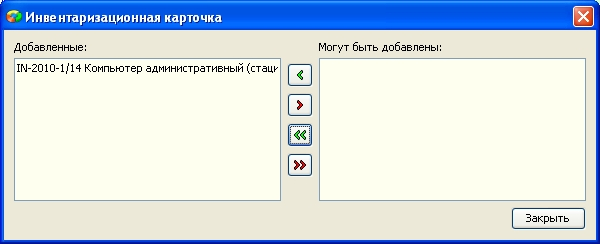 Инвентаризационная карточка
Добавленные:
Могут быть добавлены:
IN-2010-1/14 Компьютер административный (стаци
Закрыть